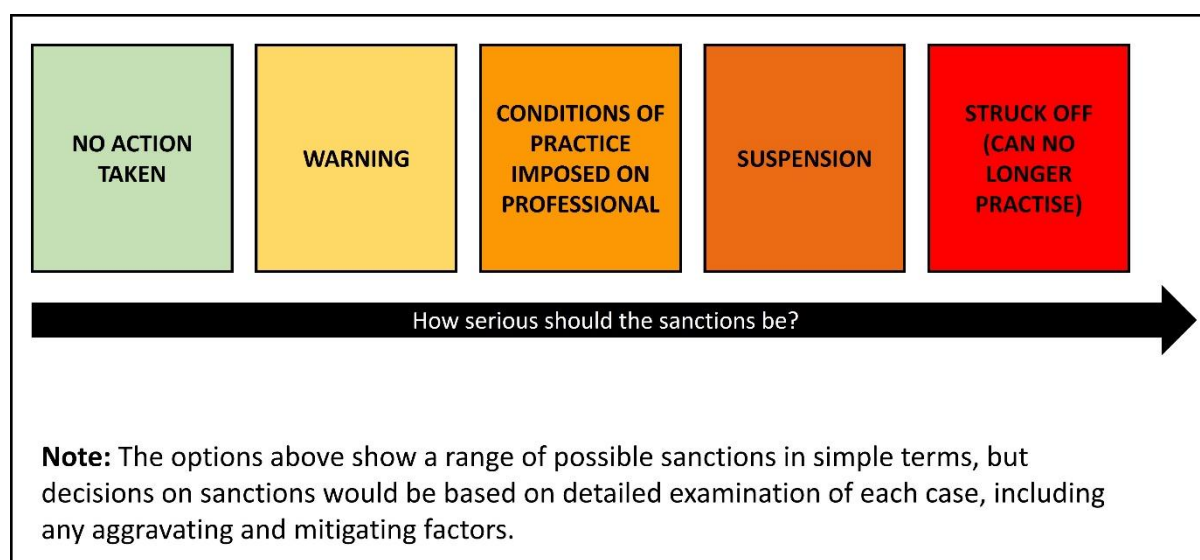 NO ACTION
TAKEN
WARNING
CONDITIONS OF
PRACTICE
IMPOSED ON
PROFESSIONAL
SUSPENSION
STRUCK OFF
(CAN NO
LONGER
PRACTISE)
How serious should the sanctions be?
Note: The options above show a range of possible sanctions in simple terms, but
decisions on sanctions would be based on detailed examination of each case, including
any aggravating and mitigating factors.